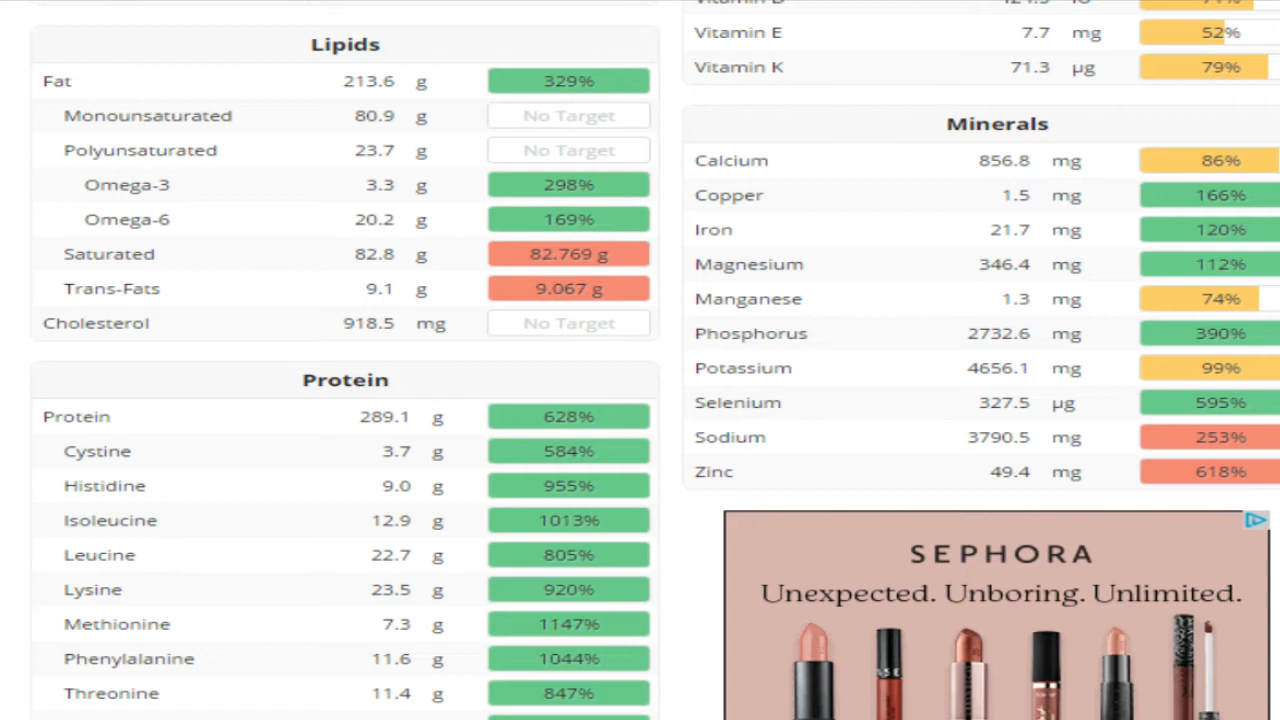 Lipids
Fat 213.6 g 329%
Monounsaturated 80.9 g No Target
Polyunsaturated 23.7 g No Target
Omega-3 3.3 g 298%
Omega-6 20.2 g 169%
Saturated 82.8 g 82.769 g
Trans-Fats 9.1 g 9.067 g
Cholesterol 918.5 mg No Target
Protein
Protein 289.1 g 628%
Cystine 3.7 g 584%
Histidine 9.0 g 955%
Isoleucine 12.9 g 1013%
Leucine 22.7 g 805%
Lysine 23.5 g 920%
Methionine 7.3 g 1147%
Phenylalanine 11.6 g 1044%
Threonine 11.4 g 847%
Vitamin E 7.7 mg 52%
Vitamin K 71.3 µg 79%
Minerals
Calcium 856.8 mg 86%
Copper 1.5 mg 166%
Iron 21.7 mg 120%
Magnesium 346.4 mg 112%
Manganese 1.3 mg 74%
Phosphorus 2732.6 mg 390%
Potassium 4656.1 mg 99%
Selenium 327.5 µg 595%
Sodium 3790.5 mg 253%
Zinc 49.4 mg 618%
SEPHORA
Unexpected. Unboring. Unlimited.